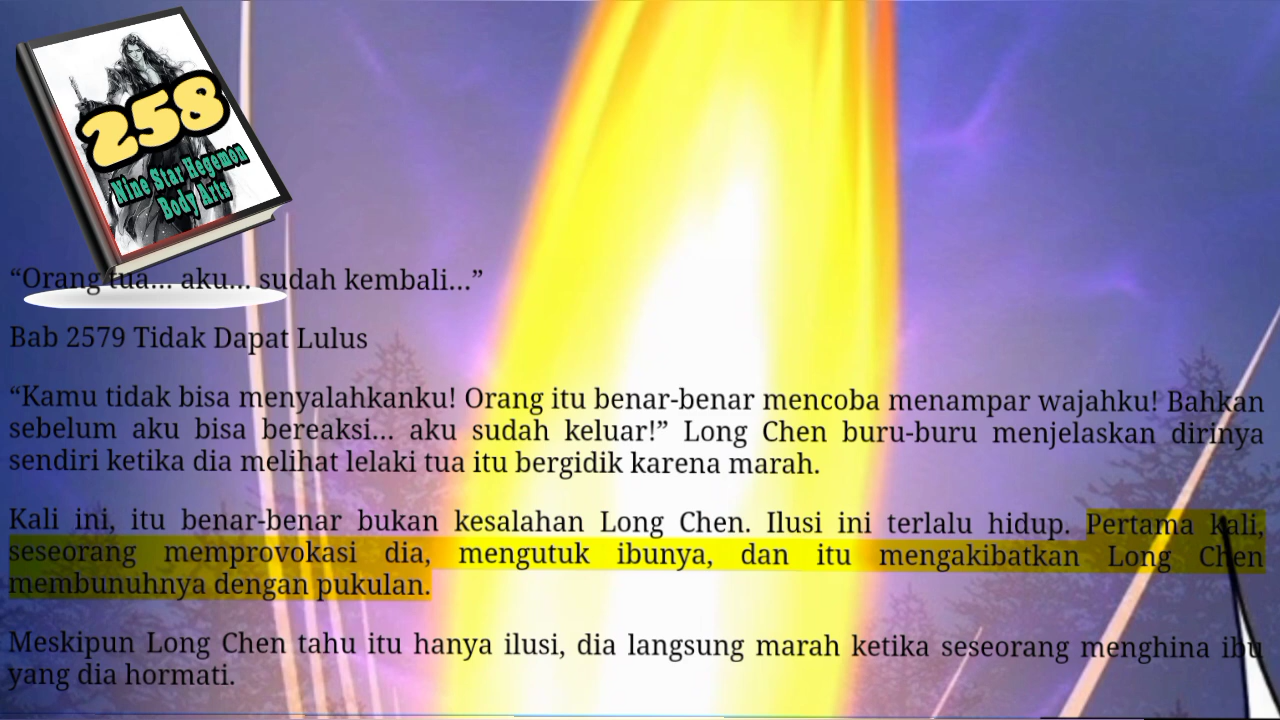 258
Nine Star Hegemon
Body Arts
“Orang tua... aku... sudah kembali...”
Bab 2579 Tidak Dapat Lulus
“Kamu tidak bisa menyalahkanku! Orang itu benar-benar mencoba menampar wajahku! Bahkan
sebelum aku bisa bereaksi... aku sudah keluar!” Long Chen buru-buru menjelaskan dirinya
sendiri ketika dia melihat lelaki tua itu bergidik karena marah.
Kali ini, itu benar-benar bukan kesalahan Long Chen. Ilusi ini terlalu hidup. Pertama kali,
seseorang memprovokasi dia, mengutuk ibunya, dan itu mengakibatkan Long Chen
membunuhnya dengan pukulan.
Meskipun Long Chen tahu itu hanya ilusi, dia langsung marah ketika seseorang menghina ibu
yang dia hormati.